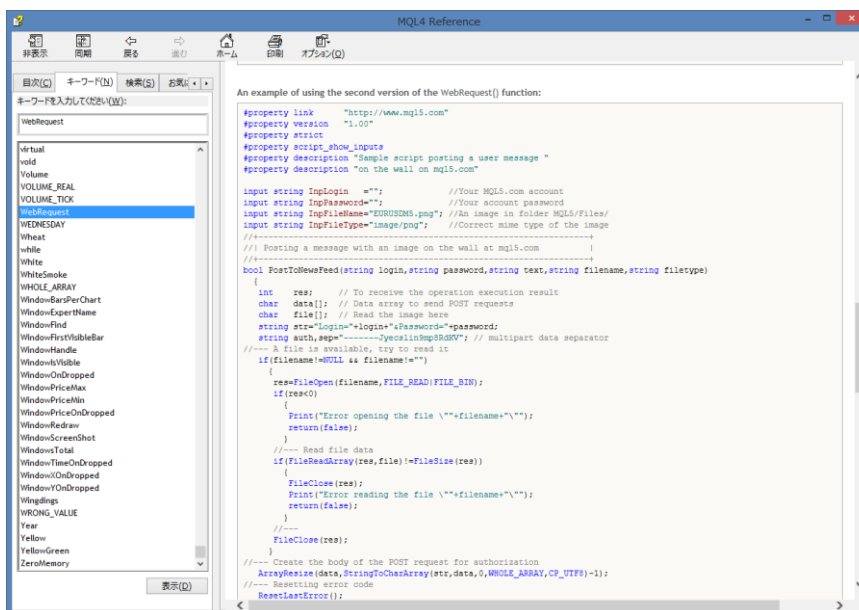 MQL4 Reference
非表示 同期 戻る 進む ホーム 印刷 オプション(O)
目次(C) キーワード(N) 検索(S) お気に
キーワードを入力してください(W):
WebRequest
virtual
void
Volume
VOLUME_REAL
VOLUME_TICK
WebRequest
WEDNESDAY
Wheat
while
White
WhiteSmoke
WHOLE_ARRAY
WindowBarsPerChart
WindowExpertName
WindowFind
WindowFirstVisibleBar
WindowHandle
WindowIsVisible
WindowOnDropped
WindowPriceMax
WindowPriceMin
WindowPriceOnDropped
WindowRedraw
WindowScreenShot
WindowsTotal
WindowTimeOnDropped
WindowXOnDropped
WindowYOnDropped
Wingdings
WRONG_VALUE
Year
Yellow
YellowGreen
ZeroMemory
表示(D)
An example of using the second version of the WebRequest() function:
#property link      "http://www.mql5.com"
#property version   "1.00"
#property strict
#property script_show_inputs
#property description "Sample script posting a user message "
#property description "on the wall on mql5.com"
input string InpLogin   ="";             //Your MQL5.com account
input string InpPassword="";             //Your account password
input string InpFileName="EURUSDM5.png"; //An image in folder MQL5/Files/
input string InpFileType="image/png";    //Correct mime type of the image
//+------------------------------------------------------------------+
//| Posting a message with an image on the wall at mql5.com          |
//+------------------------------------------------------------------+
bool PostToNewsFeed(string login,string password,string text,string filename,string filetype)
{
int    res;     // To receive the operation execution result
char   data[];  // Data array to send POST requests
char   file[];  // Read the image here
string str="Login="+login+"&Password="+password;
string auth,sep="-------Jyecslin9mp8RdKV"; // multipart data separator
//--- A file is available, try to read it
if(filename!=NULL && filename!="")
{
res=FileOpen(filename,FILE_READ|FILE_BIN);
if(res<0)
{
Print("Error opening the file \""+filename+"\"");
return(false);
}
//--- Read file data
if(FileReadArray(res,file)!=FileSize(res))
{
FileClose(res);
Print("Error reading the file \""+filename+"\"");
return(false);
}
//---
FileClose(res);
}
//--- Create the body of the POST request for authorization
ArrayResize(data,StringToCharArray(str,data,0,WHOLE_ARRAY,CP_UTF8)-1);
//--- Resetting error code
ResetLastError();